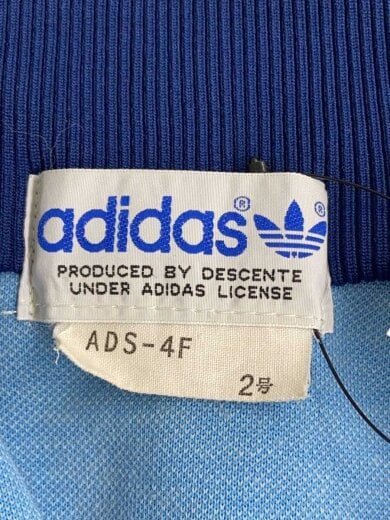 adidas®
®
PRODUCED BY DESCENTE
UNDER ADIDAS LICENSE
ADS-4F
2号